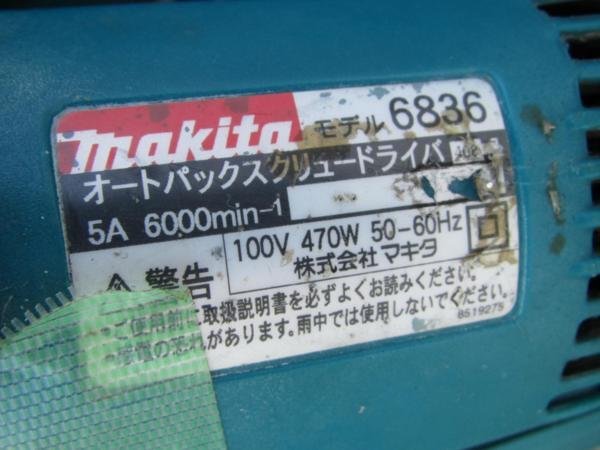 makita モデル 6836
オートパックスクリュードライバ
5A 6000min-1
100V 470W 50-60Hz
株式会社 マキタ
⚠ 警告
ご使用前に取扱説明書を必ずよくお読みください。
感電の恐れがあります。雨中では使用しないでください。
8519275